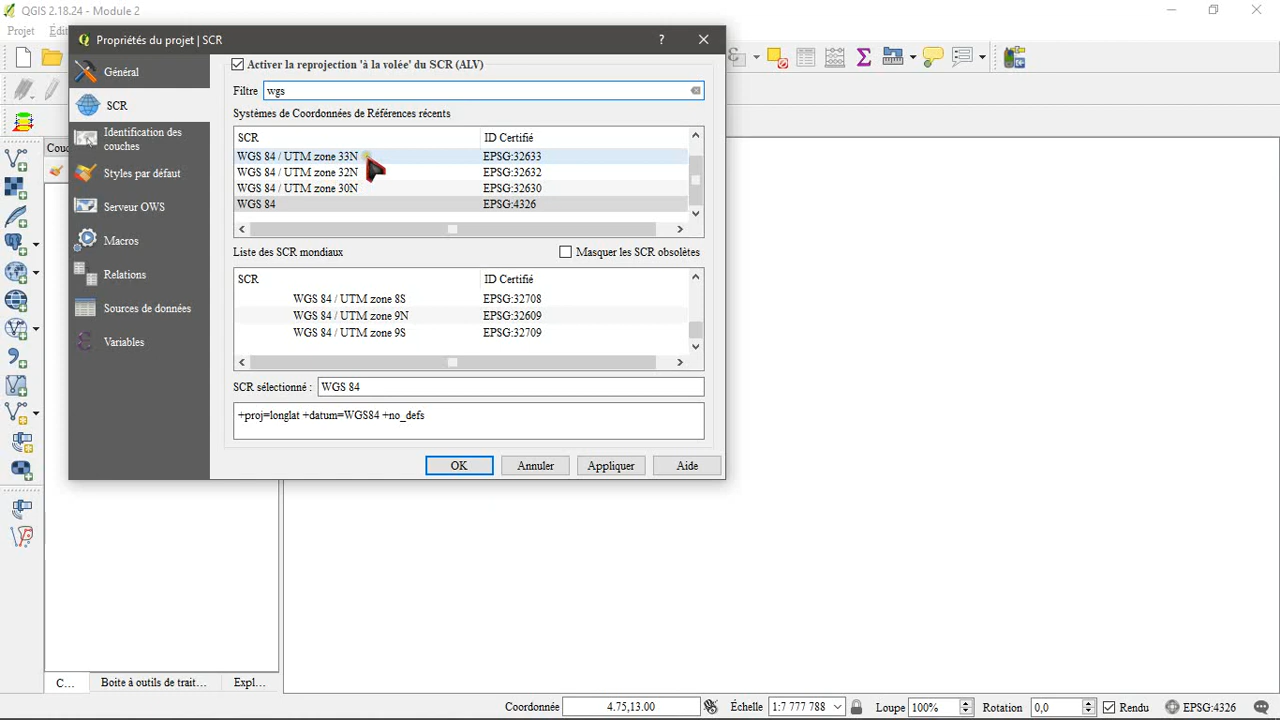 QGIS 2.18.24 - Module 2
Projet
Propriétés du projet | SCR
?
Général
SCR
Identification des
couches
Styles par défaut
Serveur OWS
Macros
Relations
Sources de données
Variables
Activer la reprojection 'à la volée' du SCR (ALV)
Filtre wgs
Systèmes de Coordonnées de Références récents
SCR ID Certifié
WGS 84 / UTM zone 33N EPSG:32633
WGS 84 / UTM zone 32N EPSG:32632
WGS 84 / UTM zone 30N EPSG:32630
WGS 84 EPSG:4326
Liste des SCR mondiaux Masquer les SCR obsolètes
SCR ID Certifié
WGS 84 / UTM zone 8S EPSG:32708
WGS 84 / UTM zone 9N EPSG:32609
WGS 84 / UTM zone 9S EPSG:32709
SCR sélectionné : WGS 84
+proj=longlat +datum=WGS84 +no_defs
OK Annuler Appliquer Aide
C... Boite à outils de trait... Expl...
Coordonnée 4.75,13.00 Échelle 1:7 777 788 Loupe 100% Rotation 0,0 Rendu EPSG:4326